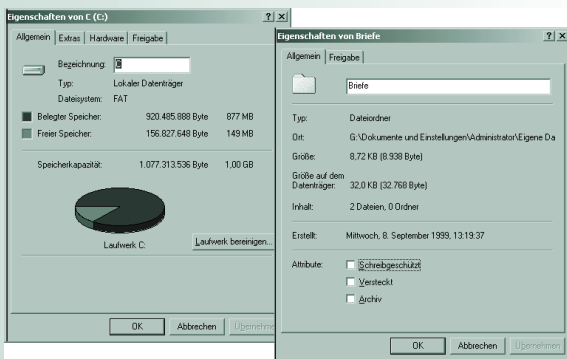 Eigenschaften von C (C:)
Allgemein Extras Hardware Freigabe
Bezeichnung: C
Typ: Lokaler Datenträger
Dateisystem: FAT
Belegter Speicher: 920.485.888 Byte 877 MB
Freier Speicher: 156.827.648 Byte 149 MB
Speicherkapazität: 1.077.313.536 Byte 1,00 GB
Laufwerk C: Laufwerk bereinigen...
OK Abbrechen Übernehme
Eigenschaften von Briefe
Allgemein Freigabe
Briefe
Typ: Dateiordner
Ort: G:\Dokumente und Einstellungen\Administrator\Eigene Da
Größe: 8,72 KB (8.938 Byte)
Größe auf dem
Datenträger: 32,0 KB (32.768 Byte)
Inhalt: 2 Dateien, 0 Ordner
Erstellt: Mittwoch, 8. September 1999, 13:19:37
Attribute: Schreibgeschützt
Versteckt
Archiv
OK Abbrechen Übernehmen